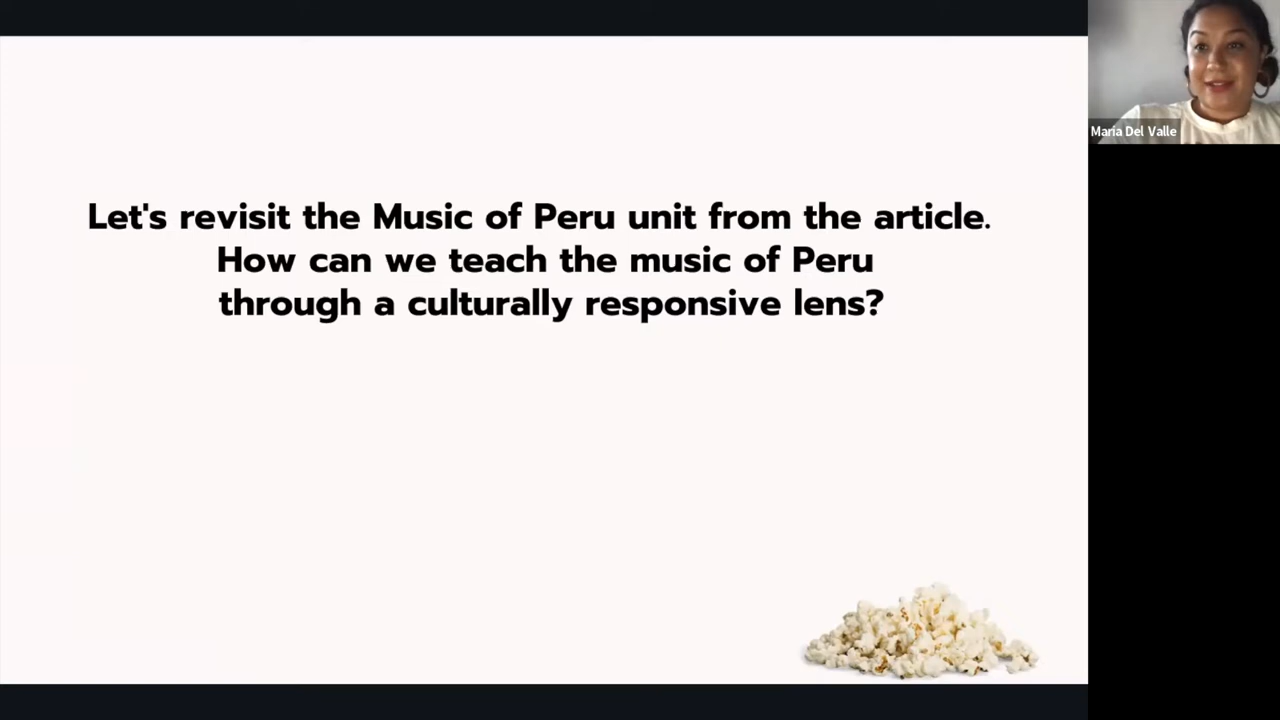 Let's revisit the Music of Peru unit from the article.
How can we teach the music of Peru
through a culturally responsive lens?
Maria Del Valle